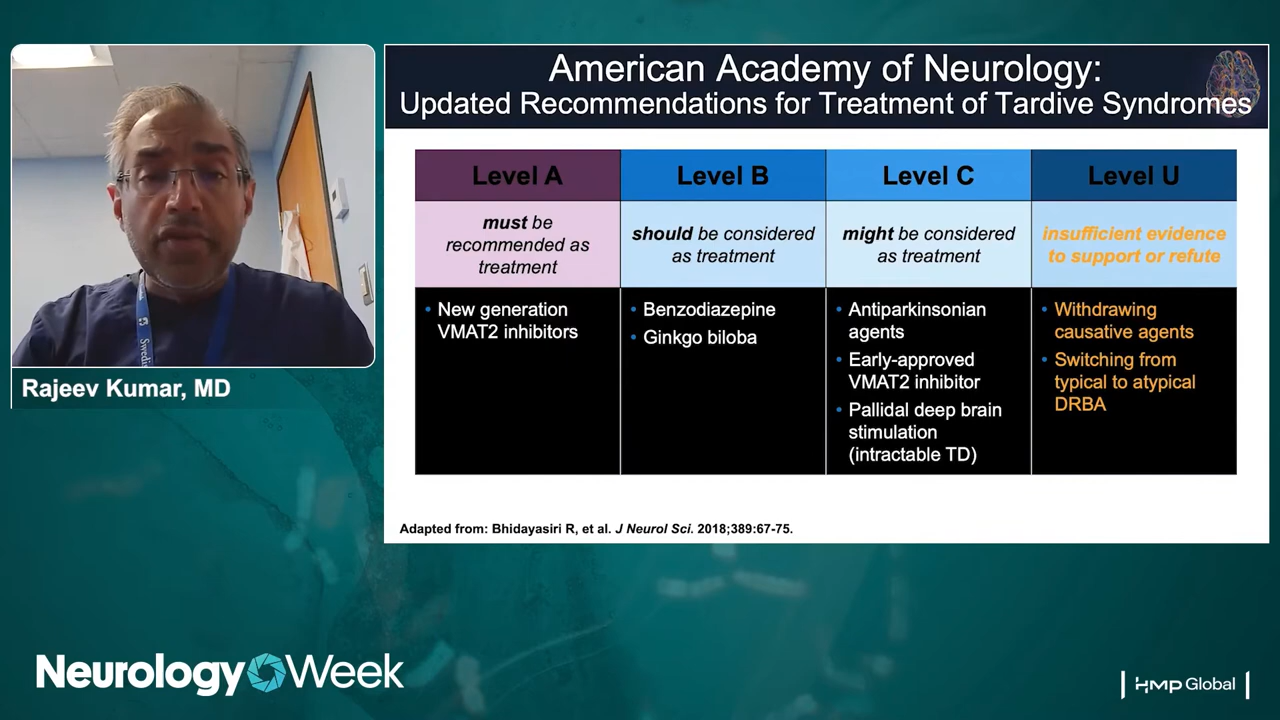 American Academy of Neurology:
Updated Recommendations for Treatment of Tardive Syndromes
Level A
Level B
Level C
Level U
must be
recommended as
treatment
should be considered
as treatment
might be considered
as treatment
insufficient evidence
to support or refute
• New generation
VMAT2 inhibitors
• Benzodiazepine
• Ginkgo biloba
• Antiparkinsonian
agents
• Early-approved
VMAT2 inhibitor
• Pallidal deep brain
stimulation
(intractable TD)
• Withdrawing
causative agents
• Switching from
typical to atypical
DRBA
Adapted from: Bhidayasiri R, et al. J Neurol Sci. 2018;389:67-75.
Rajeev Kumar, MD
Neurology Week
HMP Global